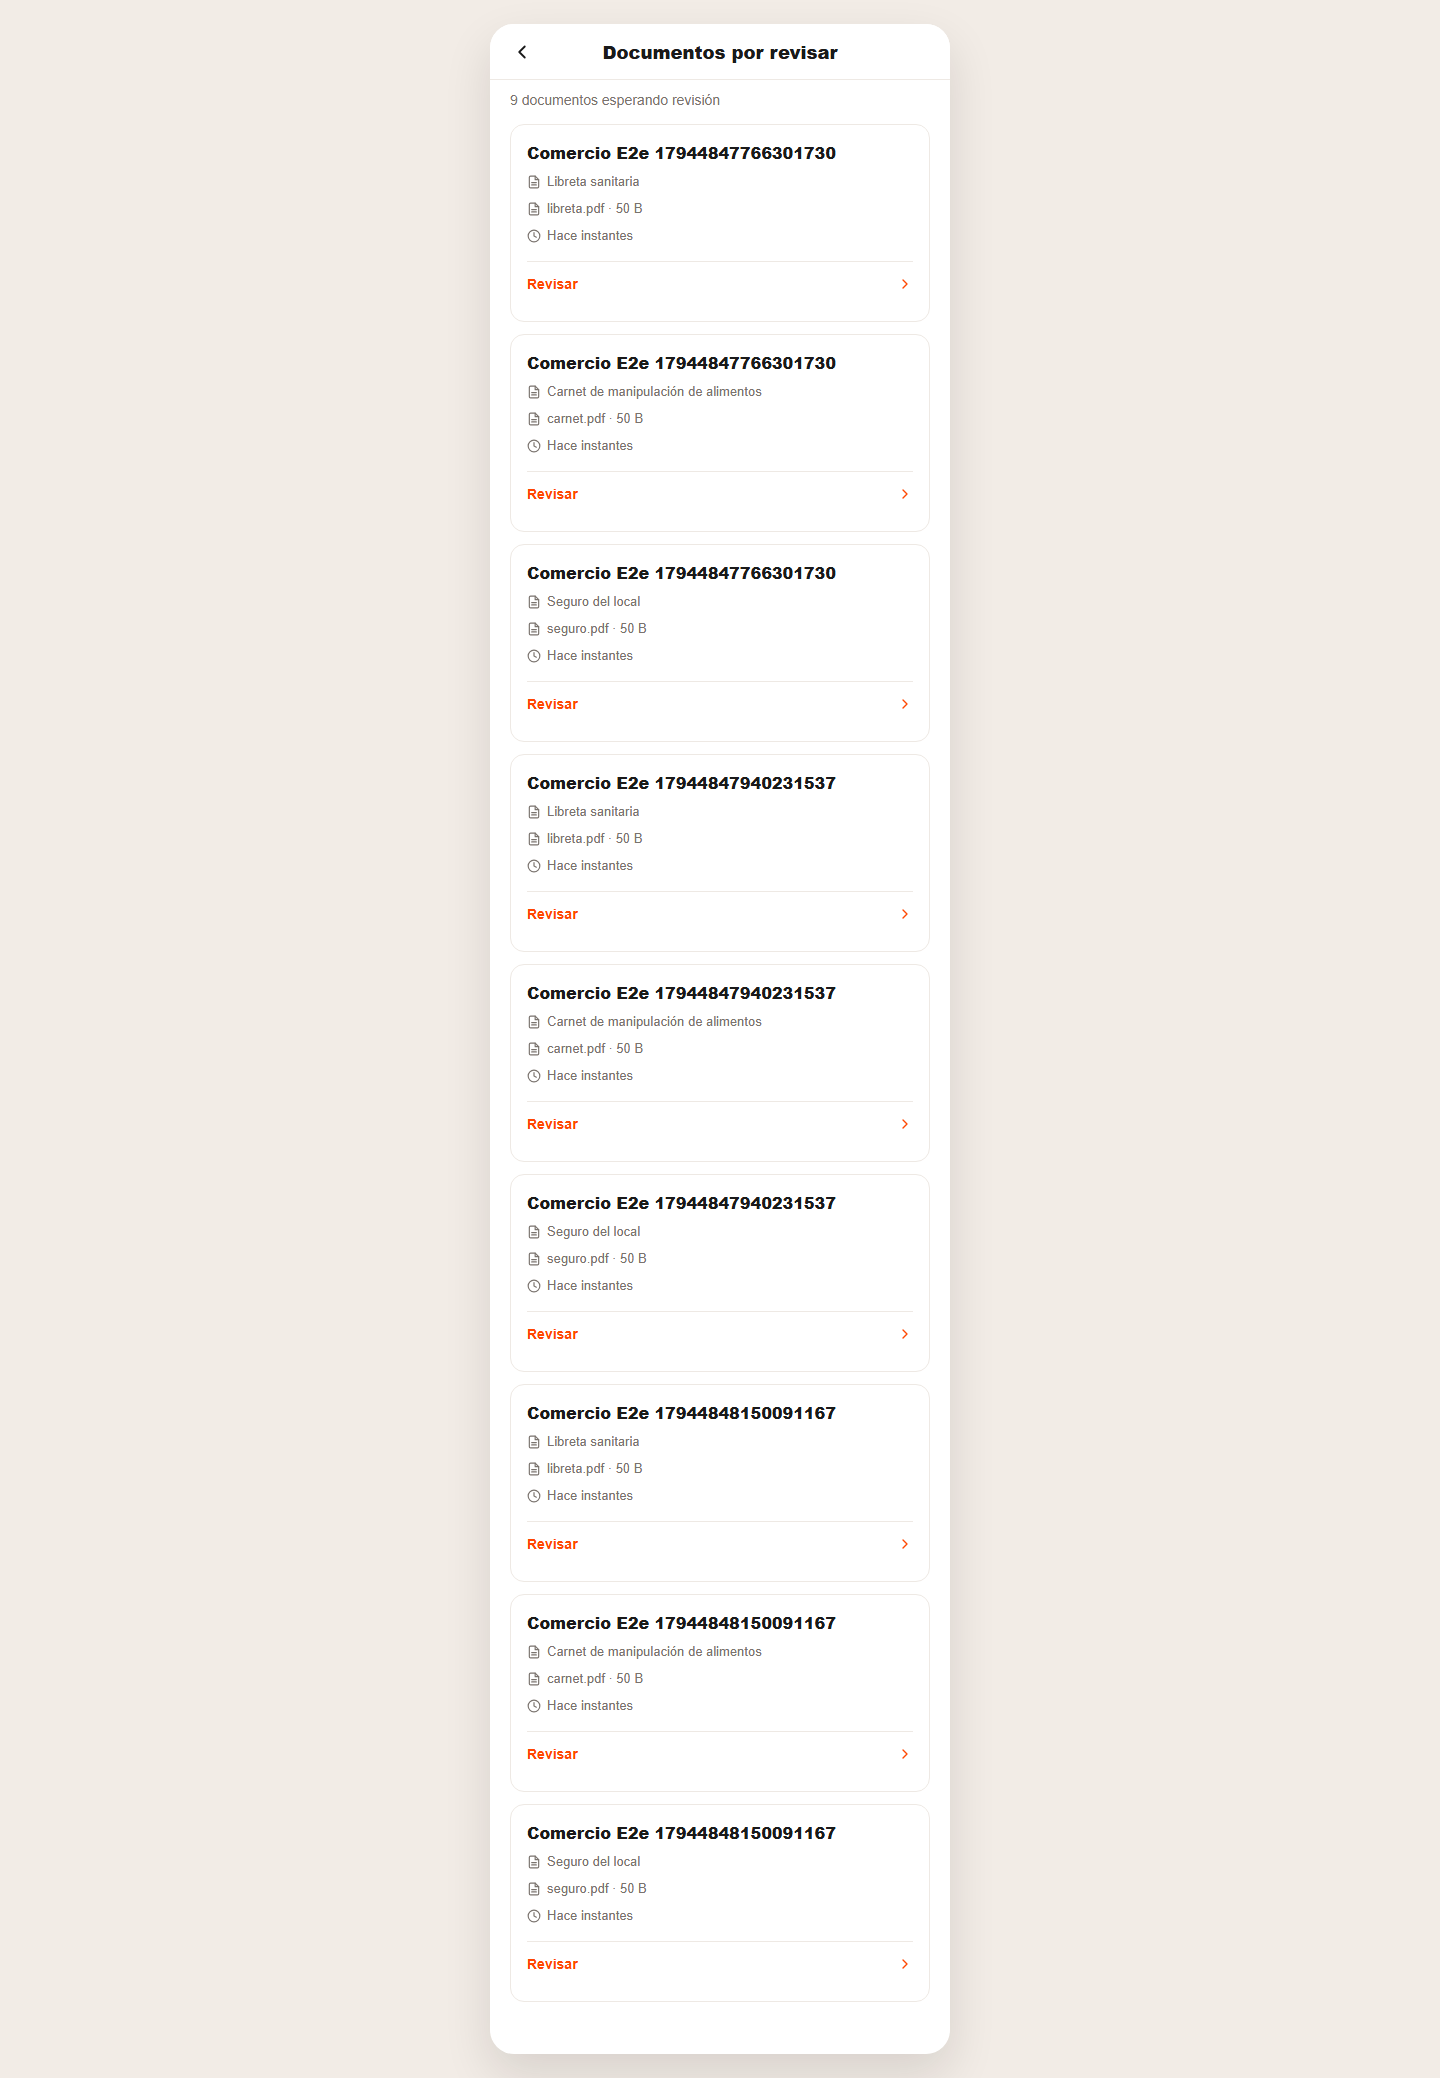 Documentos por revisar
9 documentos esperando revisión
Comercio E2e 17944847766301730
Libreta sanitaria
libreta.pdf · 50 B
Hace instantes
Revisar
Comercio E2e 17944847766301730
Carnet de manipulación de alimentos
carnet.pdf · 50 B
Hace instantes
Revisar
Comercio E2e 17944847766301730
Seguro del local
seguro.pdf · 50 B
Hace instantes
Revisar
Comercio E2e 17944847940231537
Libreta sanitaria
libreta.pdf · 50 B
Hace instantes
Revisar
Comercio E2e 17944847940231537
Carnet de manipulación de alimentos
carnet.pdf · 50 B
Hace instantes
Revisar
Comercio E2e 17944847940231537
Seguro del local
seguro.pdf · 50 B
Hace instantes
Revisar
Comercio E2e 17944848150091167
Libreta sanitaria
libreta.pdf · 50 B
Hace instantes
Revisar
Comercio E2e 17944848150091167
Carnet de manipulación de alimentos
carnet.pdf · 50 B
Hace instantes
Revisar
Comercio E2e 17944848150091167
Seguro del local
seguro.pdf · 50 B
Hace instantes
Revisar